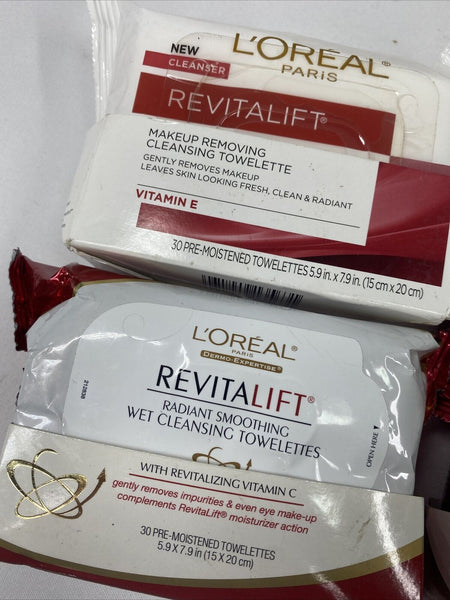 NEW
CLEANSER
L'ORÉAL
PARIS
REVITALIFT®
MAKEUP REMOVING
CLEANSING TOWELETTE
GENTLY REMOVES MAKEUP
LEAVES SKIN LOOKING FRESH, CLEAN & RADIANT
VITAMIN E
30 PRE-MOISTENED TOWELETTES 5.9 in. x 7.9 in. (15 cm x 20 cm)
L'ORÉAL
PARIS
DERMO-EXPERTISE™
REVITALIFT®
RADIANT SMOOTHING
WET CLEANSING TOWELETTES
OPEN HERE
WITH REVITALIZING VITAMIN C
gently removes impurities & even eye make-up
complements RevitaLift® moisturizer action
30 PRE-MOISTENED TOWELETTES
5.9 X 7.9 IN (15 X 20 CM)